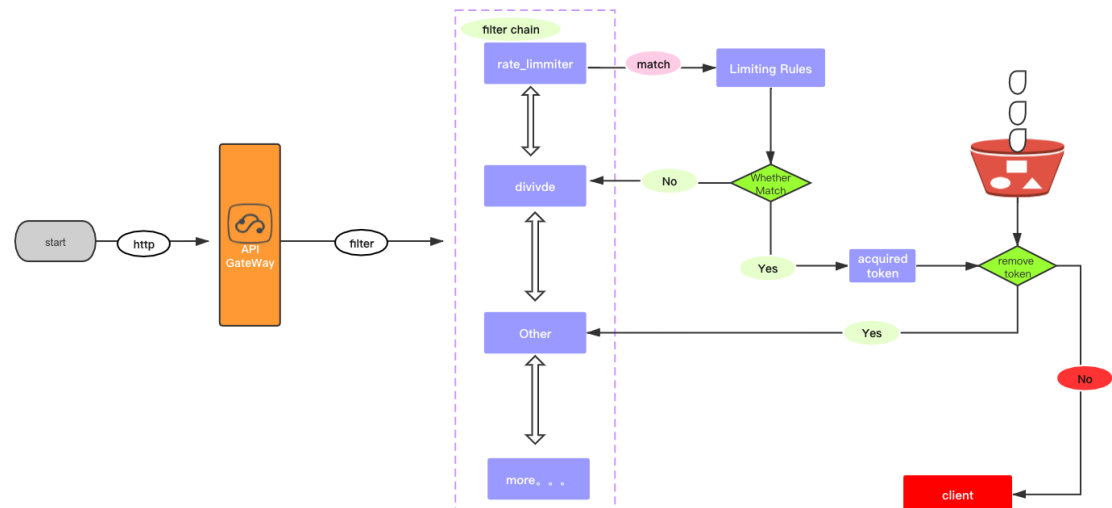 filter chain
rate_limmiter
match
Limiting Rules
divivde
No
Whether
Match
start
http
API
GateWay
filter
Yes
acquired
token
remove
token
Other
Yes
No
more。。。
client